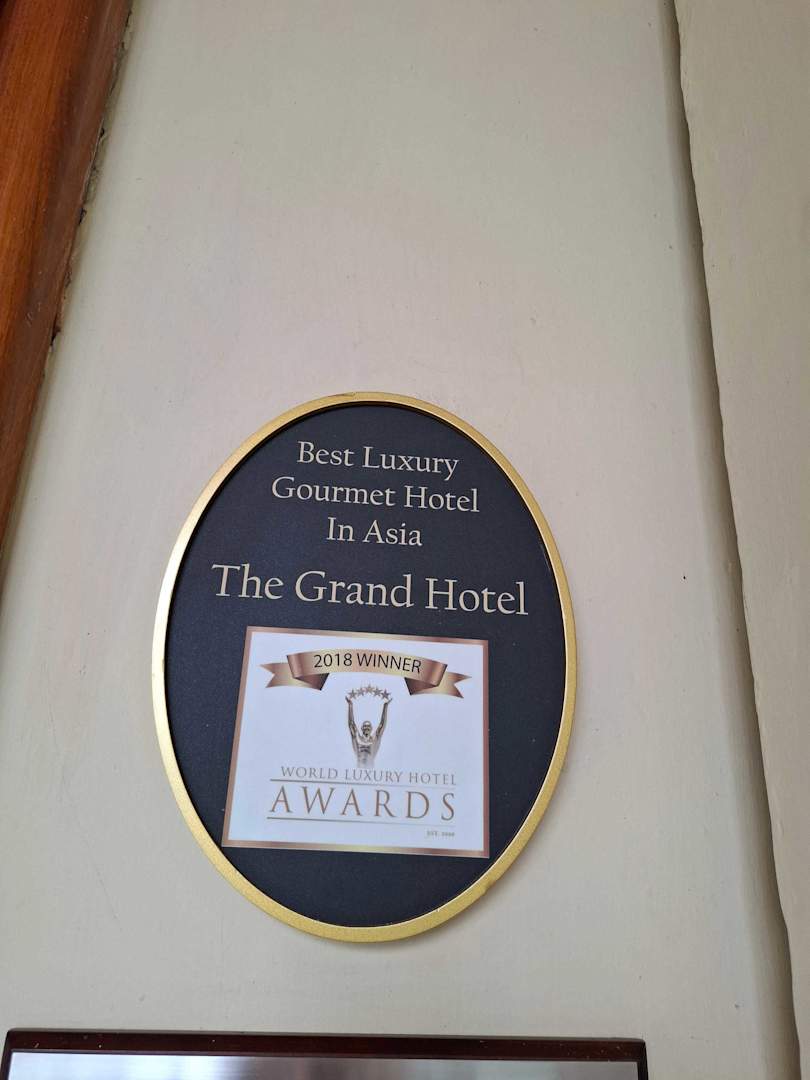 Best Luxury
Gourmet Hotel
In Asia
The Grand Hotel
2018 WINNER
WORLD LUXURY HOTEL
AWARDS